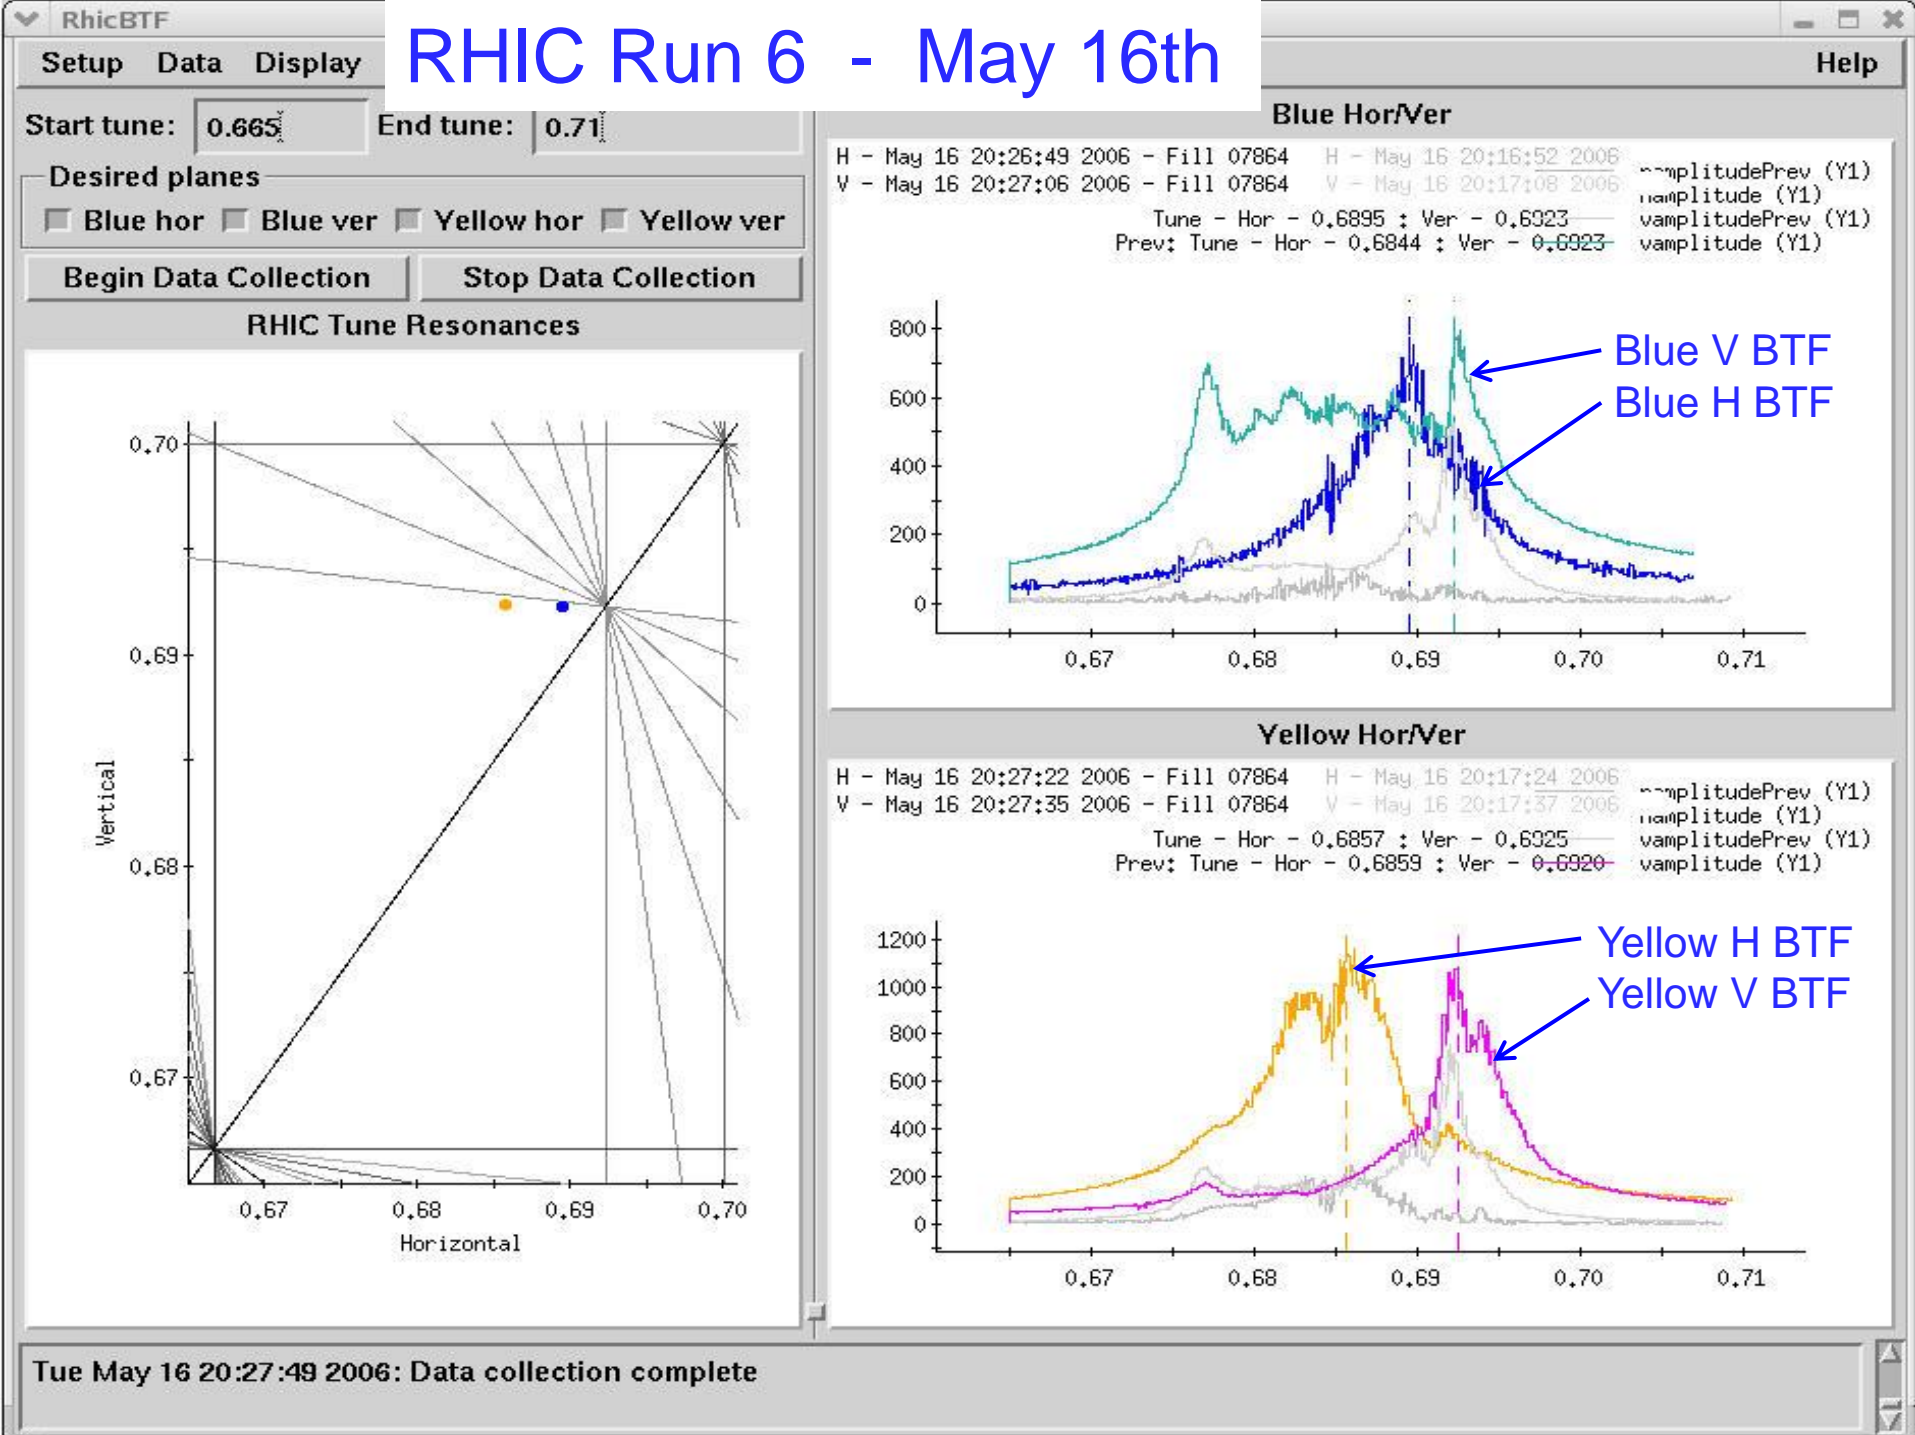 RhicBTF
RHIC Run 6 - May 16th
Setup Data Display
Help
Start tune: 0.665 End tune: 0.71
Desired planes
Blue hor Blue ver Yellow hor Yellow ver
Begin Data Collection Stop Data Collection
RHIC Tune Resonances
0.70
0.69
0.68
0.67
Vertical
0.67 0.68 0.69 0.70
Horizontal
Blue Hor/Ver
H - May 16 20:26:49 2006 - Fill 07864 H - May 16 20:16:52 2006
V - May 16 20:27:06 2006 - Fill 07864 V - May 16 20:17:08 2006
Tune - Hor - 0.6895 : Ver - 0.6923
Prev: Tune - Hor - 0.6844 : Ver - 0.6923
hamplitudePrev (Y1)
hamplitude (Y1)
vamplitudePrev (Y1)
vamplitude (Y1)
800
600
400
200
0
0.67 0.68 0.69 0.70 0.71
Blue V BTF
Blue H BTF
Yellow Hor/Ver
H - May 16 20:27:22 2006 - Fill 07864 H - May 16 20:17:24 2006
V - May 16 20:27:35 2006 - Fill 07864 V - May 16 20:17:37 2006
Tune - Hor - 0.6857 : Ver - 0.6925
Prev: Tune - Hor - 0.6859 : Ver - 0.6920
hamplitudePrev (Y1)
hamplitude (Y1)
vamplitudePrev (Y1)
vamplitude (Y1)
1200
1000
800
600
400
200
0
0.67 0.68 0.69 0.70 0.71
Yellow H BTF
Yellow V BTF
Tue May 16 20:27:49 2006: Data collection complete